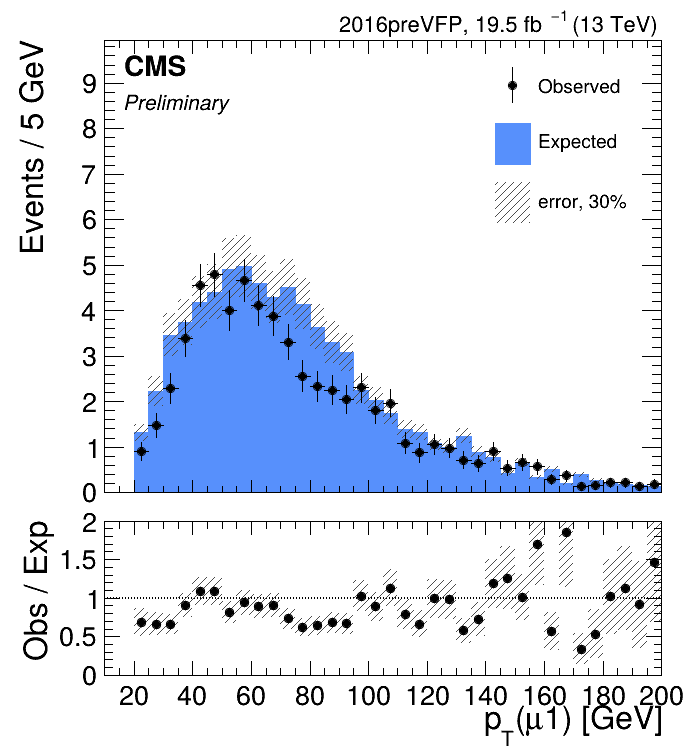 2016preVFP, 19.5 fb⁻¹ (13 TeV)
CMS
Preliminary
Observed
Expected
error, 30%
Events / 5 GeV
9
8
7
6
5
4
3
2
1
0
Obs / Exp
2
1.5
1
0.5
0
20 40 60 80 100 120 140 160 180 200
p_T(μ1) [GeV]